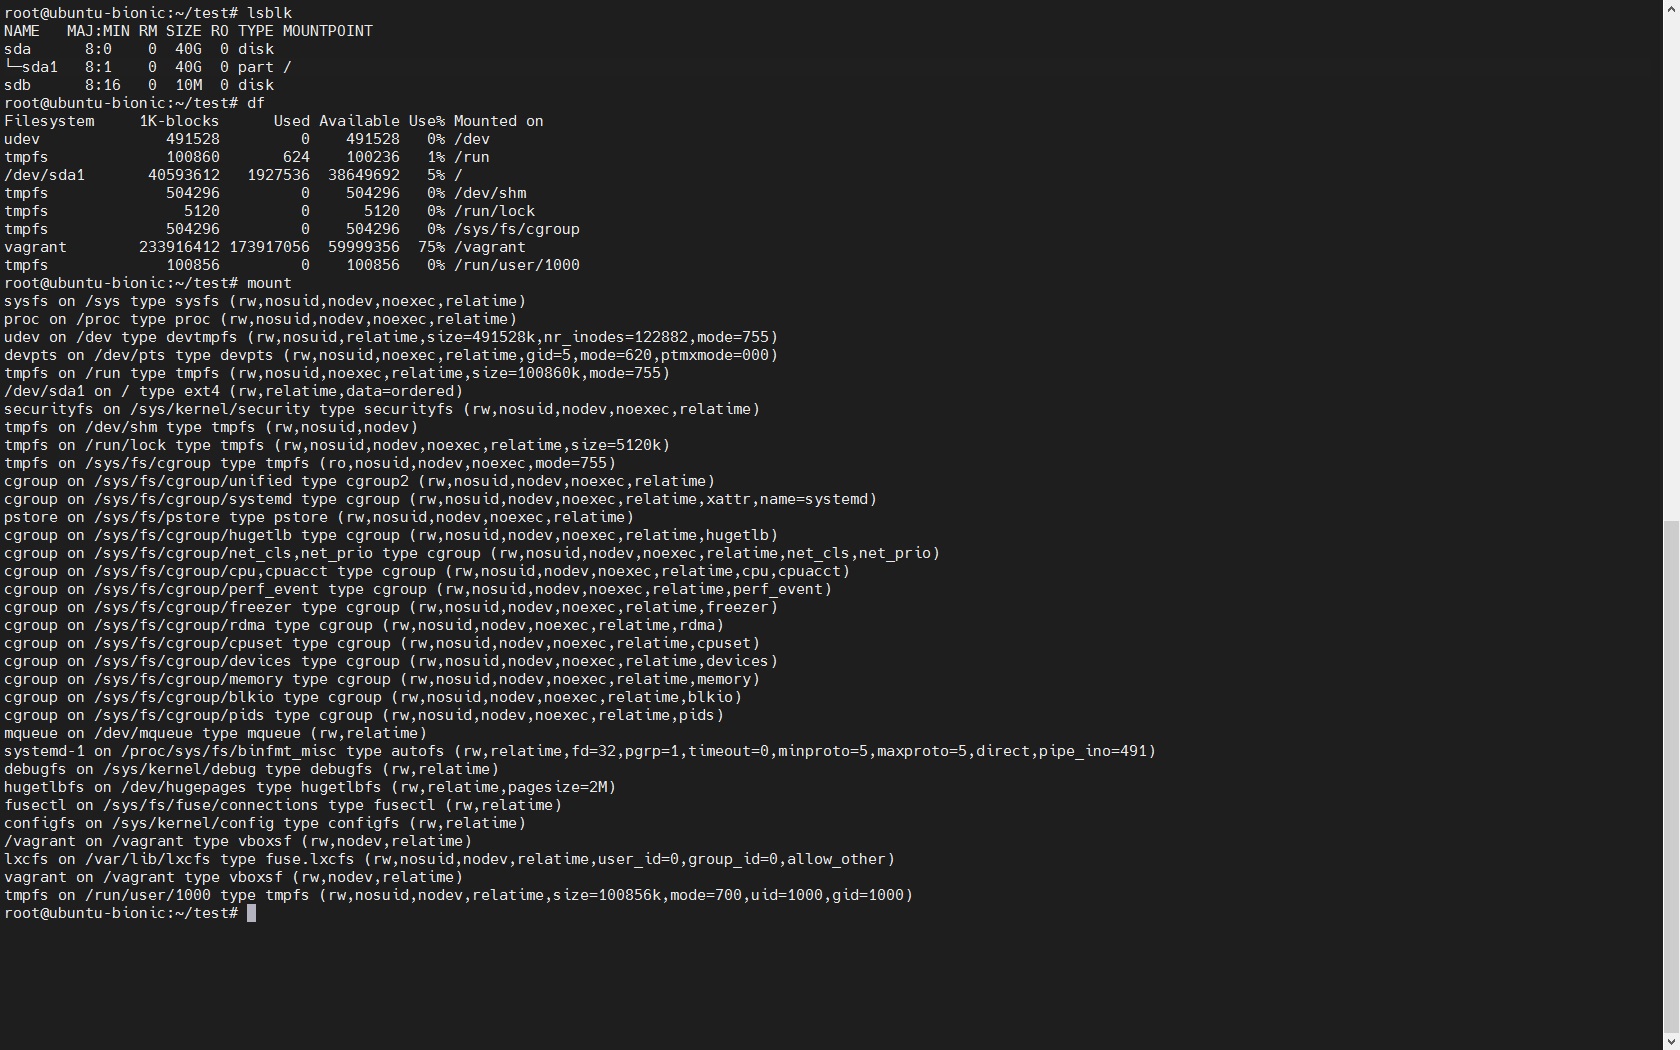 root@ubuntu-bionic:~/test# lsblk
NAME   MAJ:MIN RM SIZE RO TYPE MOUNTPOINT
sda      8:0    0  40G  0 disk
└─sda1   8:1    0  40G  0 part /
sdb      8:16   0  10M  0 disk
root@ubuntu-bionic:~/test# df
Filesystem     1K-blocks      Used Available Use% Mounted on
udev              491528         0    491528   0% /dev
tmpfs             100860       624    100236   1% /run
/dev/sda1       40593612   1927536  38649692   5% /
tmpfs             504296         0    504296   0% /dev/shm
tmpfs               5120         0      5120   0% /run/lock
tmpfs             504296         0    504296   0% /sys/fs/cgroup
vagrant        233916412 173917056  59999356  75% /vagrant
tmpfs             100856         0    100856   0% /run/user/1000
root@ubuntu-bionic:~/test# mount
sysfs on /sys type sysfs (rw,nosuid,nodev,noexec,relatime)
proc on /proc type proc (rw,nosuid,nodev,noexec,relatime)
udev on /dev type devtmpfs (rw,nosuid,relatime,size=491528k,nr_inodes=122882,mode=755)
devpts on /dev/pts type devpts (rw,nosuid,noexec,relatime,gid=5,mode=620,ptmxmode=000)
tmpfs on /run type tmpfs (rw,nosuid,noexec,relatime,size=100860k,mode=755)
/dev/sda1 on / type ext4 (rw,relatime,data=ordered)
securityfs on /sys/kernel/security type securityfs (rw,nosuid,nodev,noexec,relatime)
tmpfs on /dev/shm type tmpfs (rw,nosuid,nodev)
tmpfs on /run/lock type tmpfs (rw,nosuid,nodev,noexec,relatime,size=5120k)
tmpfs on /sys/fs/cgroup type tmpfs (ro,nosuid,nodev,noexec,mode=755)
cgroup on /sys/fs/cgroup/unified type cgroup2 (rw,nosuid,nodev,noexec,relatime)
cgroup on /sys/fs/cgroup/systemd type cgroup (rw,nosuid,nodev,noexec,relatime,xattr,name=systemd)
pstore on /sys/fs/pstore type pstore (rw,nosuid,nodev,noexec,relatime)
cgroup on /sys/fs/cgroup/hugetlb type cgroup (rw,nosuid,nodev,noexec,relatime,hugetlb)
cgroup on /sys/fs/cgroup/net_cls,net_prio type cgroup (rw,nosuid,nodev,noexec,relatime,net_cls,net_prio)
cgroup on /sys/fs/cgroup/cpu,cpuacct type cgroup (rw,nosuid,nodev,noexec,relatime,cpu,cpuacct)
cgroup on /sys/fs/cgroup/perf_event type cgroup (rw,nosuid,nodev,noexec,relatime,perf_event)
cgroup on /sys/fs/cgroup/freezer type cgroup (rw,nosuid,nodev,noexec,relatime,freezer)
cgroup on /sys/fs/cgroup/rdma type cgroup (rw,nosuid,nodev,noexec,relatime,rdma)
cgroup on /sys/fs/cgroup/cpuset type cgroup (rw,nosuid,nodev,noexec,relatime,cpuset)
cgroup on /sys/fs/cgroup/devices type cgroup (rw,nosuid,nodev,noexec,relatime,devices)
cgroup on /sys/fs/cgroup/memory type cgroup (rw,nosuid,nodev,noexec,relatime,memory)
cgroup on /sys/fs/cgroup/blkio type cgroup (rw,nosuid,nodev,noexec,relatime,blkio)
cgroup on /sys/fs/cgroup/pids type cgroup (rw,nosuid,nodev,noexec,relatime,pids)
mqueue on /dev/mqueue type mqueue (rw,relatime)
systemd-1 on /proc/sys/fs/binfmt_misc type autofs (rw,relatime,fd=32,pgrp=1,timeout=0,minproto=5,maxproto=5,direct,pipe_ino=491)
debugfs on /sys/kernel/debug type debugfs (rw,relatime)
hugetlbfs on /dev/hugepages type hugetlbfs (rw,relatime,pagesize=2M)
fusectl on /sys/fs/fuse/connections type fusectl (rw,relatime)
configfs on /sys/kernel/config type configfs (rw,relatime)
/vagrant on /vagrant type vboxsf (rw,nodev,relatime)
lxcfs on /var/lib/lxcfs type fuse.lxcfs (rw,nosuid,nodev,relatime,user_id=0,group_id=0,allow_other)
vagrant on /vagrant type vboxsf (rw,nodev,relatime)
tmpfs on /run/user/1000 type tmpfs (rw,nosuid,nodev,relatime,size=100856k,mode=700,uid=1000,gid=1000)
root@ubuntu-bionic:~/test#